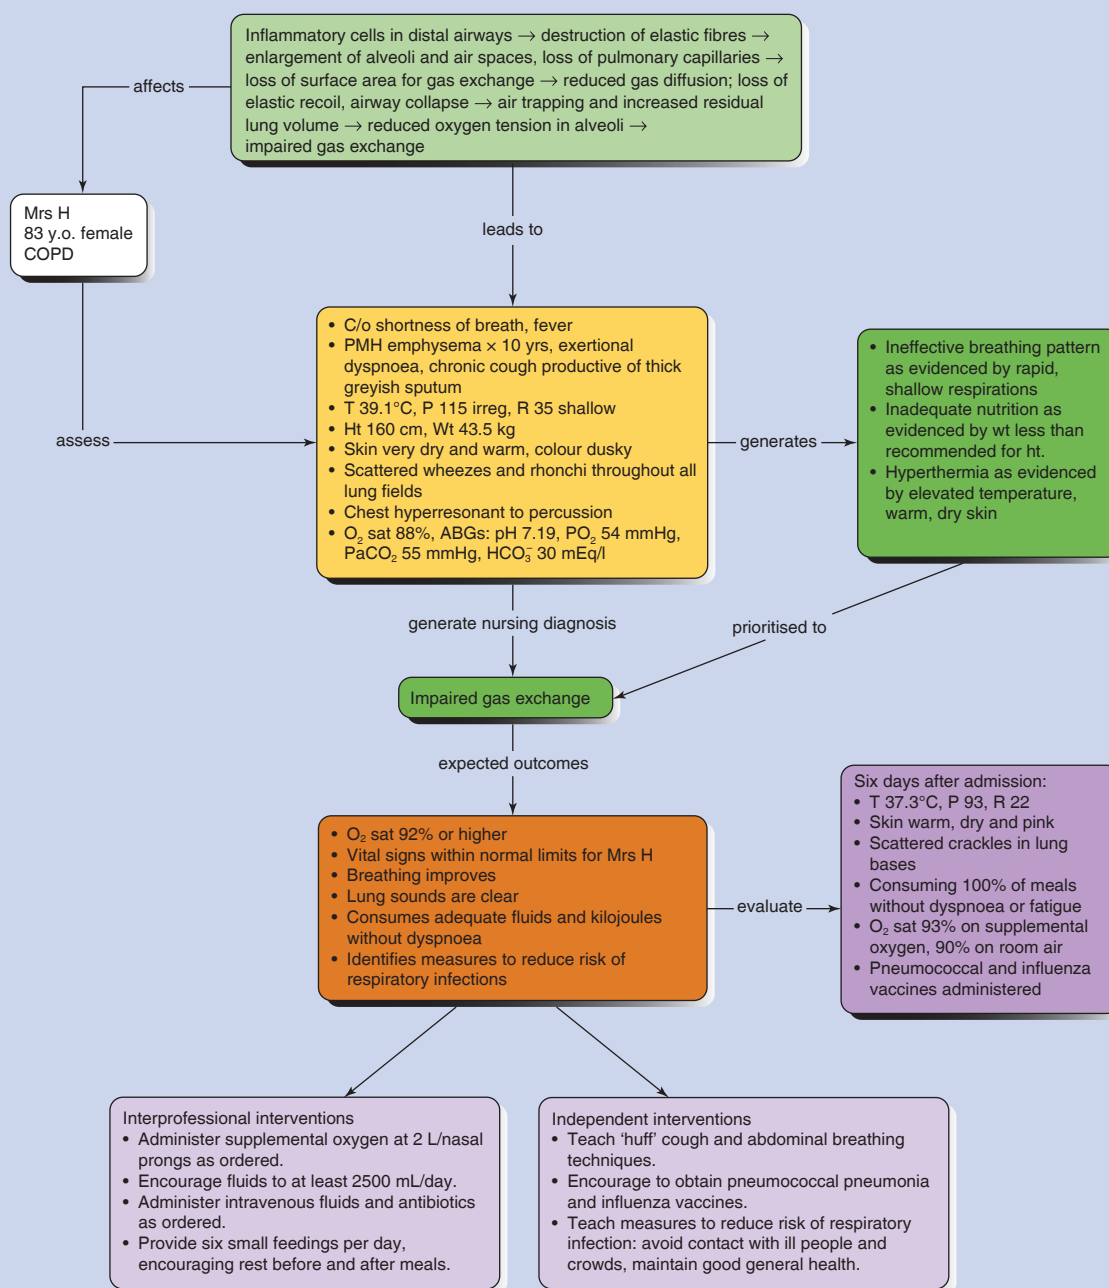 Inflammatory cells in distal airways → destruction of elastic fibres →
enlargement of alveoli and air spaces, loss of pulmonary capillaries →
loss of surface area for gas exchange → reduced gas diffusion; loss of
elastic recoil, airway collapse → air trapping and increased residual
lung volume → reduced oxygen tension in alveoli →
impaired gas exchange
affects
leads to
Mrs H
83 y.o. female
COPD
assess
• C/o shortness of breath, fever
• PMH emphysema × 10 yrs, exertional
dyspnoea, chronic cough productive of thick
greyish sputum
• T 39.1°C, P 115 irreg, R 35 shallow
• Ht 160 cm, Wt 43.5 kg
• Skin very dry and warm, colour dusky
• Scattered wheezes and rhonchi throughout all
lung fields
• Chest hyperresonant to percussion
• O₂ sat 88%, ABGs: pH 7.19, PO₂ 54 mmHg,
PaCO₂ 55 mmHg, HCO₃⁻ 30 mEq/l
generates
• Ineffective breathing pattern
as evidenced by rapid,
shallow respirations
• Inadequate nutrition as
evidenced by wt less than
recommended for ht.
• Hyperthermia as evidenced
by elevated temperature,
warm, dry skin
generate nursing diagnosis
prioritised to
Impaired gas exchange
expected outcomes
• O₂ sat 92% or higher
• Vital signs within normal limits for Mrs H
• Breathing improves
• Lung sounds are clear
• Consumes adequate fluids and kilojoules
without dyspnoea
• Identifies measures to reduce risk of
respiratory infections
evaluate
Six days after admission:
• T 37.3°C, P 93, R 22
• Skin warm, dry and pink
• Scattered crackles in lung
bases
• Consuming 100% of meals
without dyspnoea or fatigue
• O₂ sat 93% on supplemental
oxygen, 90% on room air
• Pneumococcal and influenza
vaccines administered
Interprofessional interventions
• Administer supplemental oxygen at 2 L/nasal
prongs as ordered.
• Encourage fluids to at least 2500 mL/day.
• Administer intravenous fluids and antibiotics
as ordered.
• Provide six small feedings per day,
encouraging rest before and after meals.
Independent interventions
• Teach ‘huff’ cough and abdominal breathing
techniques.
• Encourage to obtain pneumococcal pneumonia
and influenza vaccines.
• Teach measures to reduce risk of respiratory
infection: avoid contact with ill people and
crowds, maintain good general health.